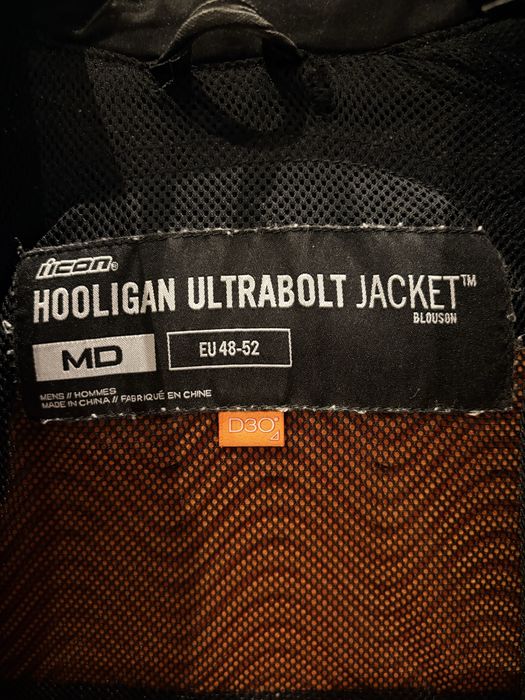 icon®
HOOLIGAN ULTRABOLT JACKET™
BLOUSON
MD
EU 48-52
MENS // HOMMES
MADE IN CHINA // FABRIQUÉ EN CHINE
D3O®